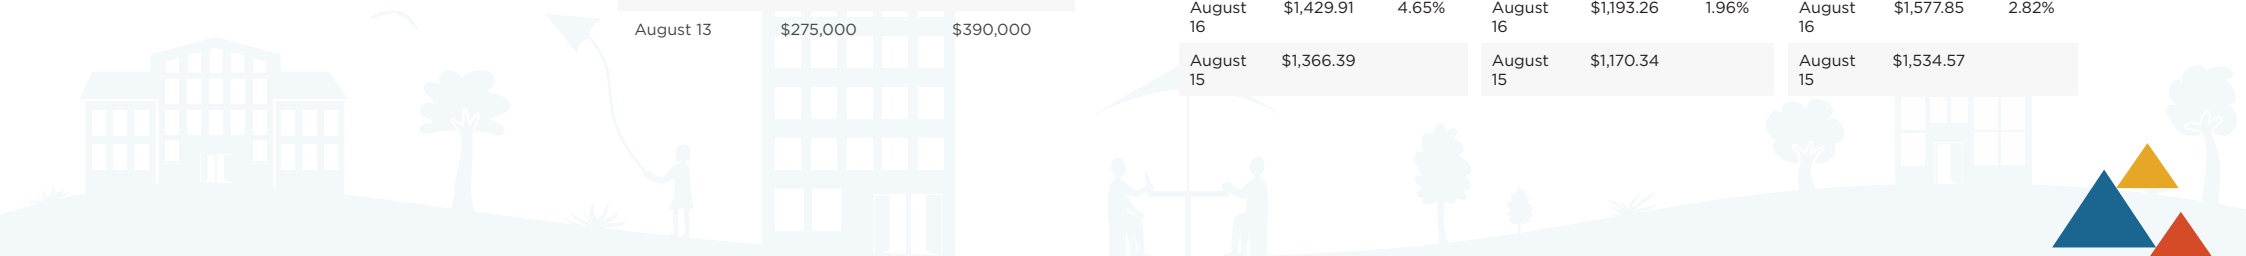 August 13 $275,000 $390,000
August 16 $1,429.91 4.65%
August 15 $1,366.39
August 16 $1,193.26 1.96%
August 15 $1,170.34
August 16 $1,577.85 2.82%
August 15 $1,534.57